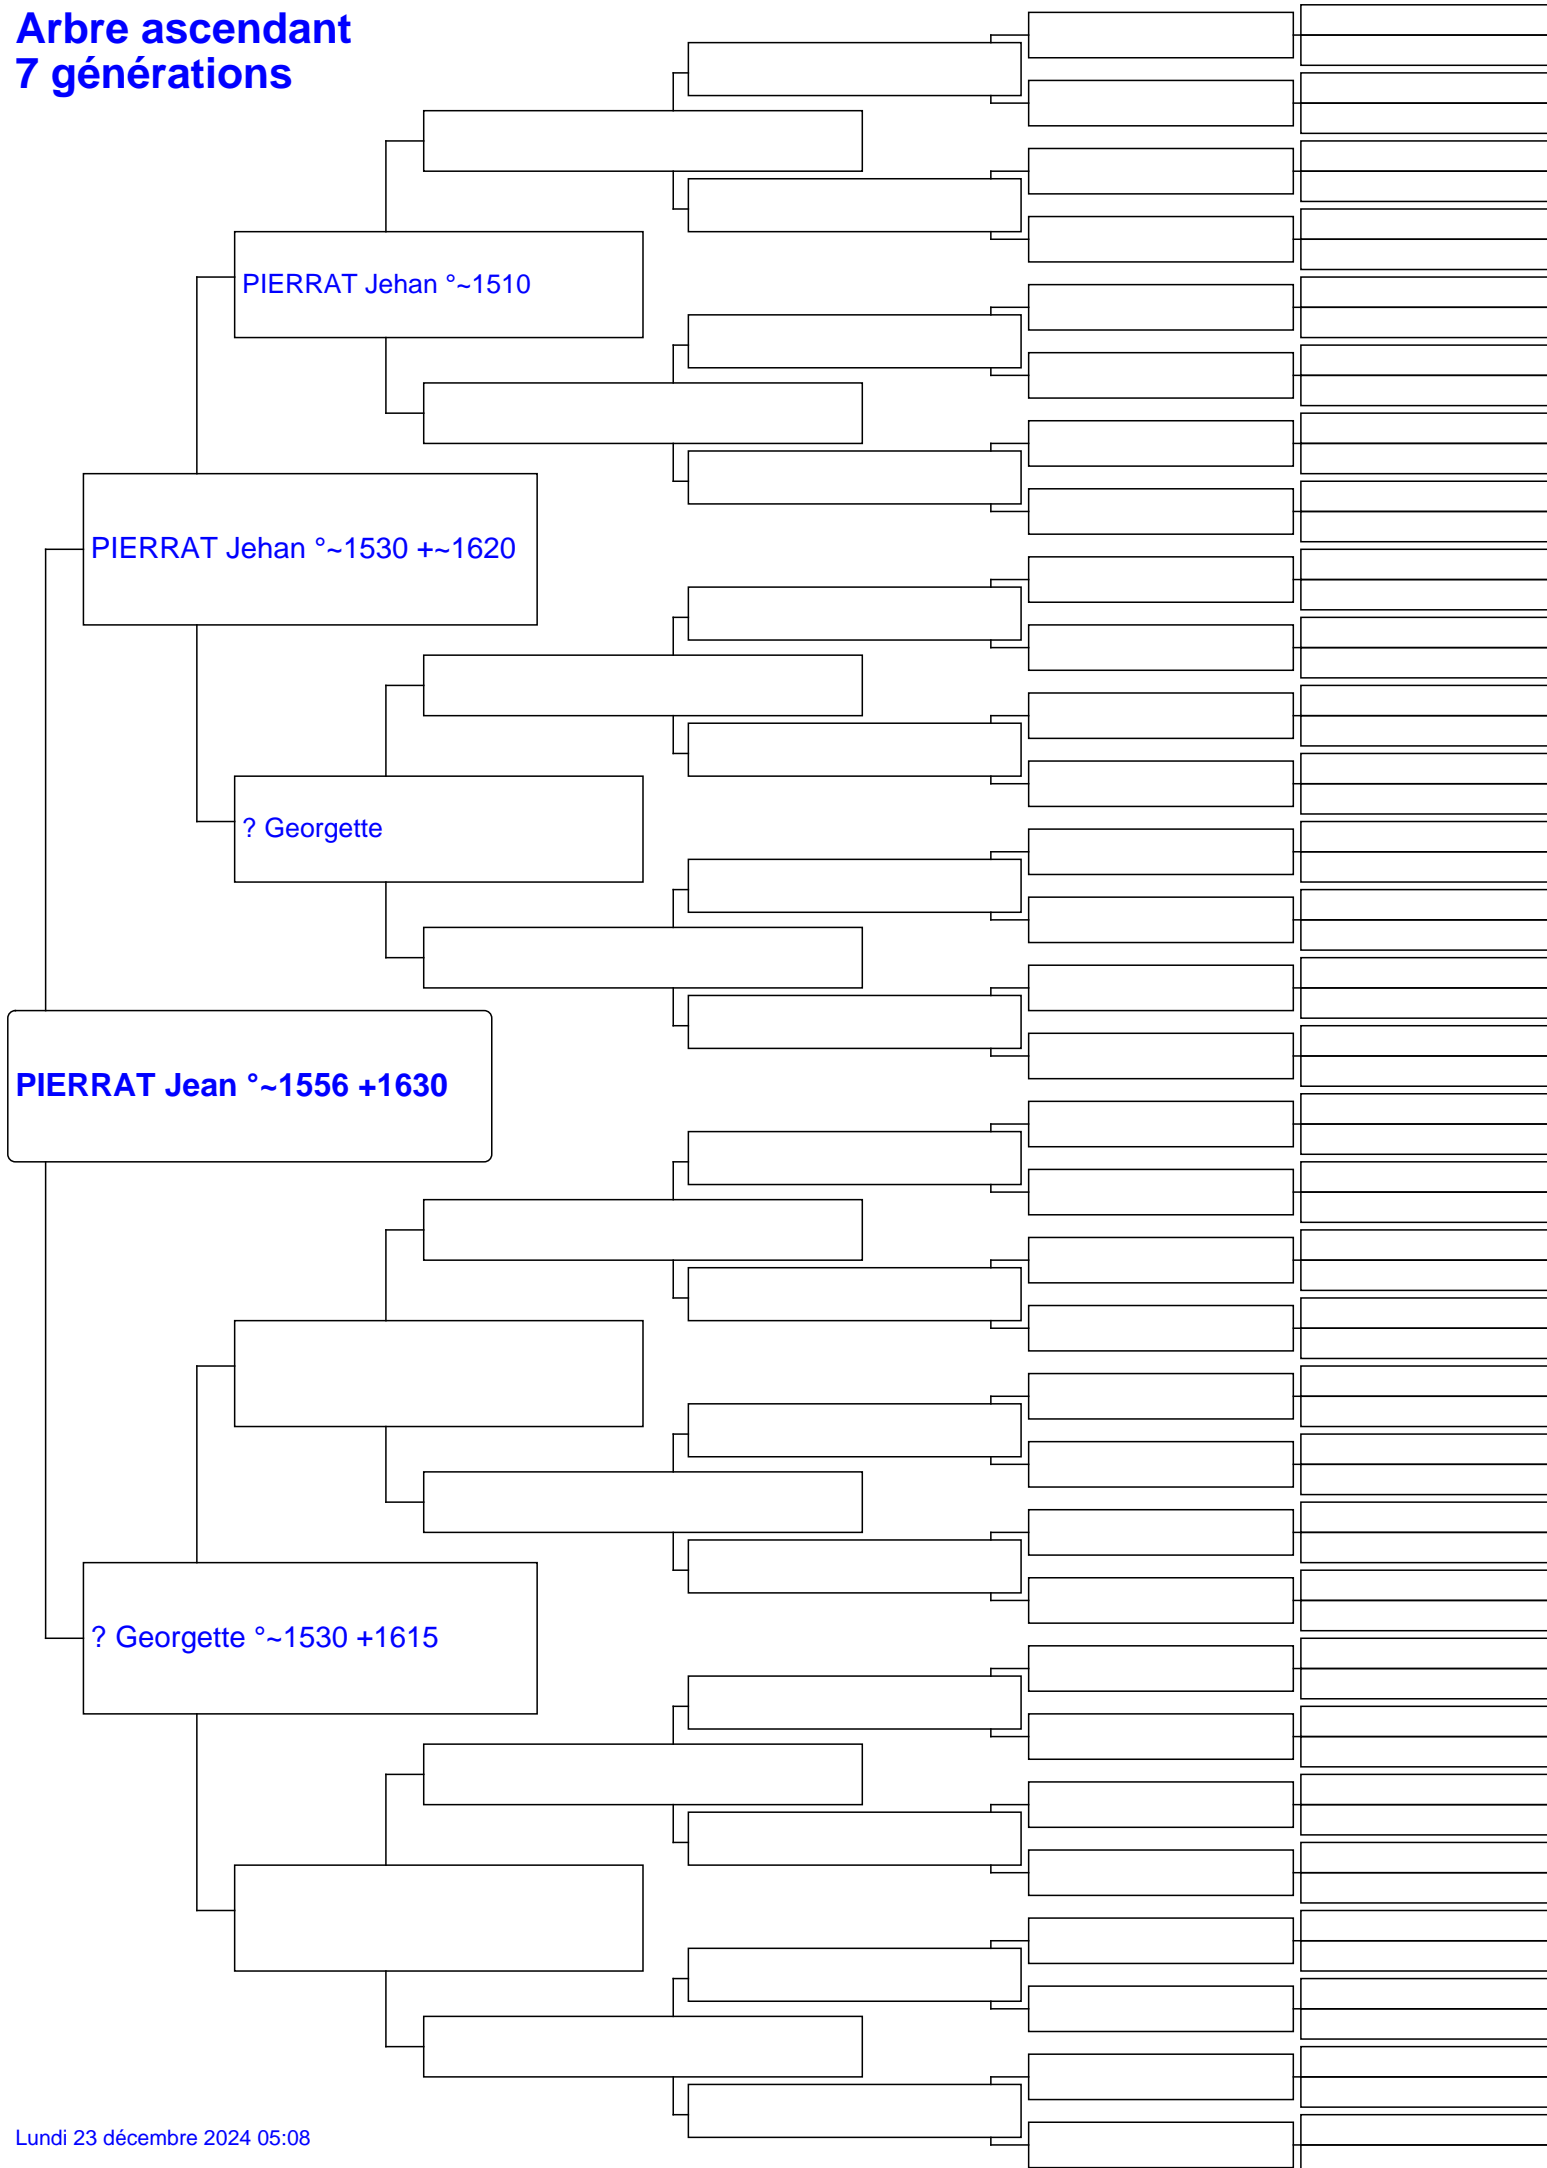 Arbre ascendant
7 générations
PIERRAT Jehan °~1510
PIERRAT Jehan °~1530 +~1620
? Georgette
PIERRAT Jean °~1556 +1630
? Georgette °~1530 +1615
Lundi 23 décembre 2024 05:08